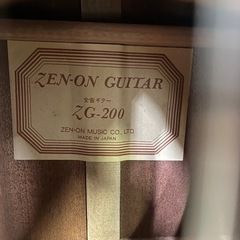 ZEN-ON GUITAR
全音ギター
ZG-200
ZEN-ON MUSIC CO., LTD.
MADE IN JAPAN